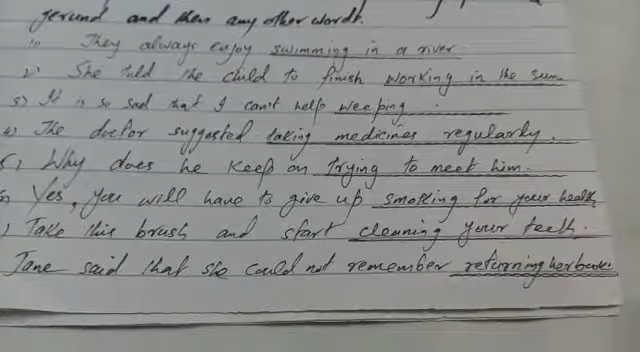 gerund and then any other words.
1) They always enjoy swimming in a river
2) She told the child to finish working in the sun
3) It is so sad that I can't help weeping.
4) The doctor suggested taking medicines regularly.
5) Why does he keep on trying to meet him.
6) Yes, you will have to give up smoking for your health
) Take this brush and start cleaning your teeth.
Jane said that she could not remember returning her book.